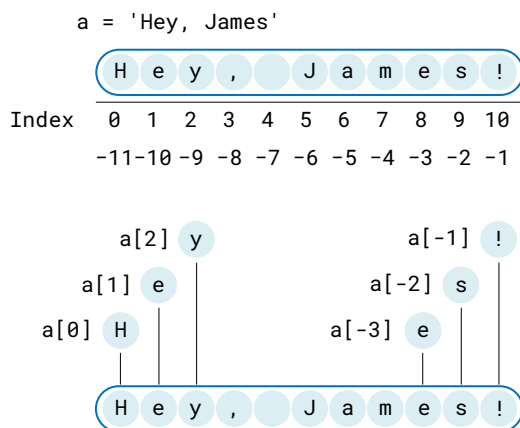 a = 'Hey, James'
H e y , J a m e s !
Index 0 1 2 3 4 5 6 7 8 9 10
-11 -10 -9 -8 -7 -6 -5 -4 -3 -2 -1
a[2] y a[-1] !
a[1] e a[-2] s
a[0] H a[-3] e
H e y , J a m e s !